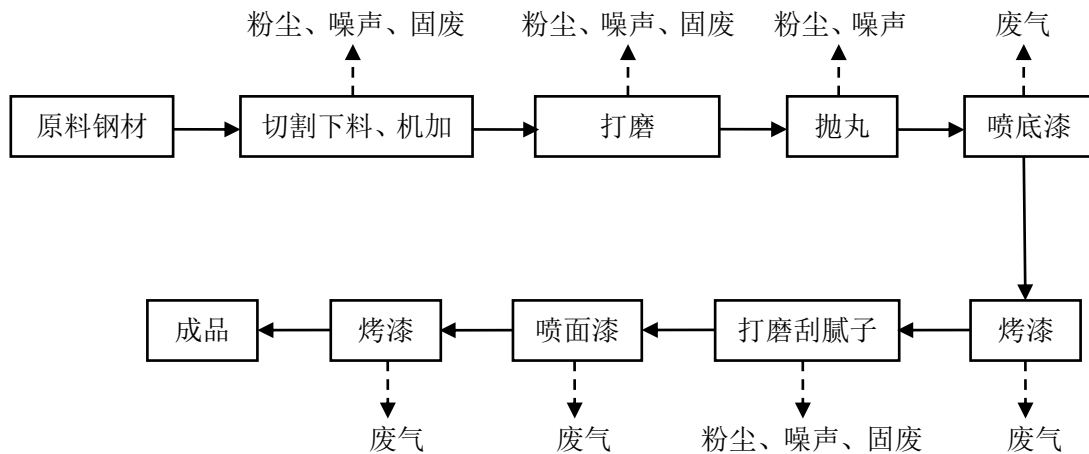 粉尘、噪声、固废
粉尘、噪声、固废
粉尘、噪声
废气
原料钢材
切割下料、机加
打磨
抛丸
喷底漆
成品
烤漆
喷面漆
打磨刮腻子
烤漆
废气
废气
粉尘、噪声、固废
废气